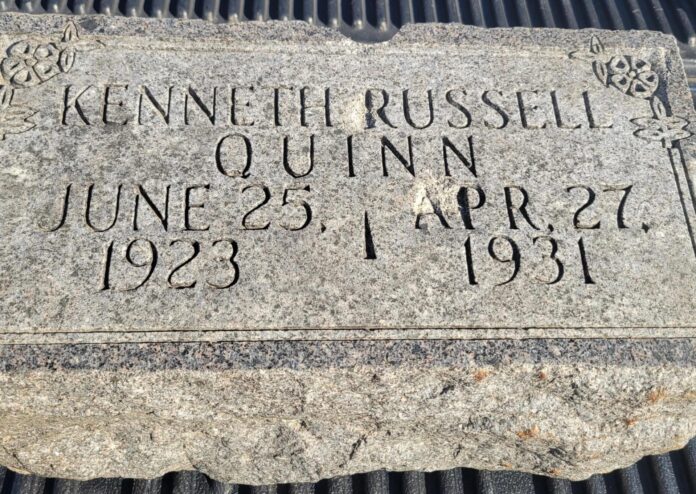 KENNETH RUSSELL
QUINN
JUNE 25, APR. 27,
1923 1931